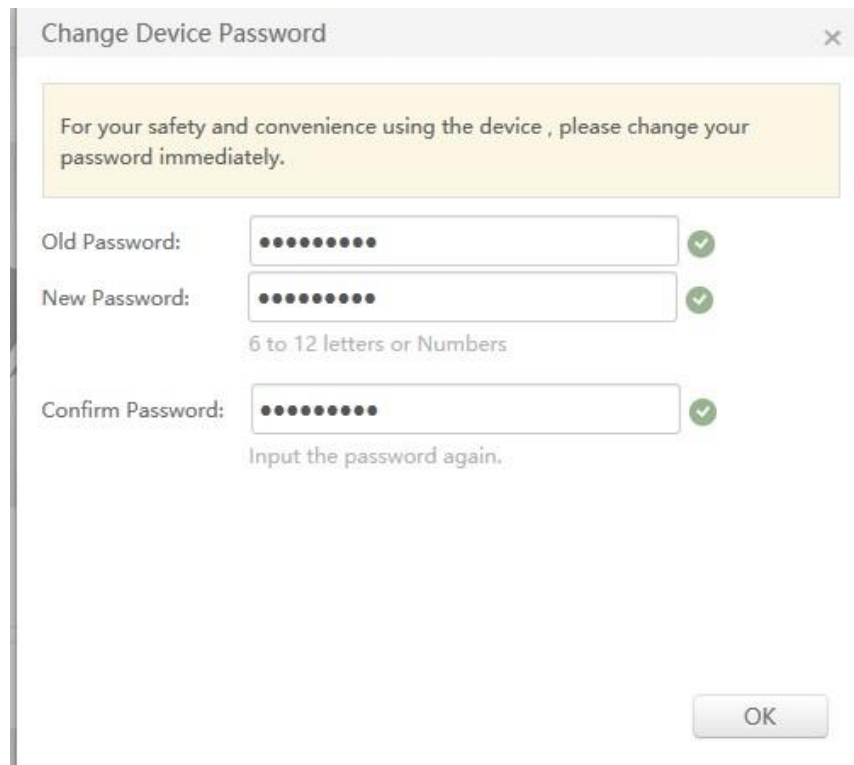 Change Device Password
For your safety and convenience using the device , please change your
password immediately.
Old Password: ●●●●●●●●●
New Password: ●●●●●●●●●
6 to 12 letters or Numbers
Confirm Password: ●●●●●●●●●
Input the password again.
OK